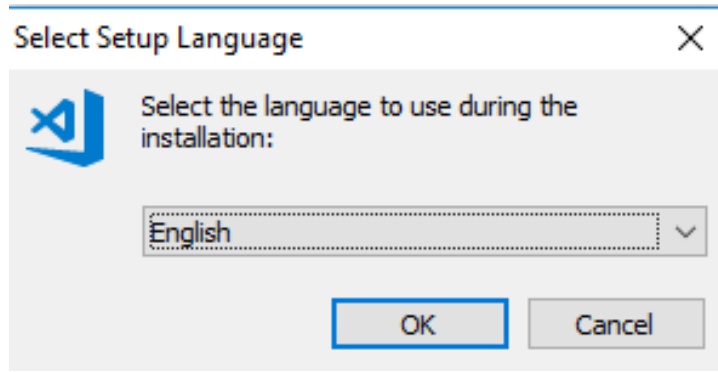 Select Setup Language
Select the language to use during the
installation:
English
OK
Cancel